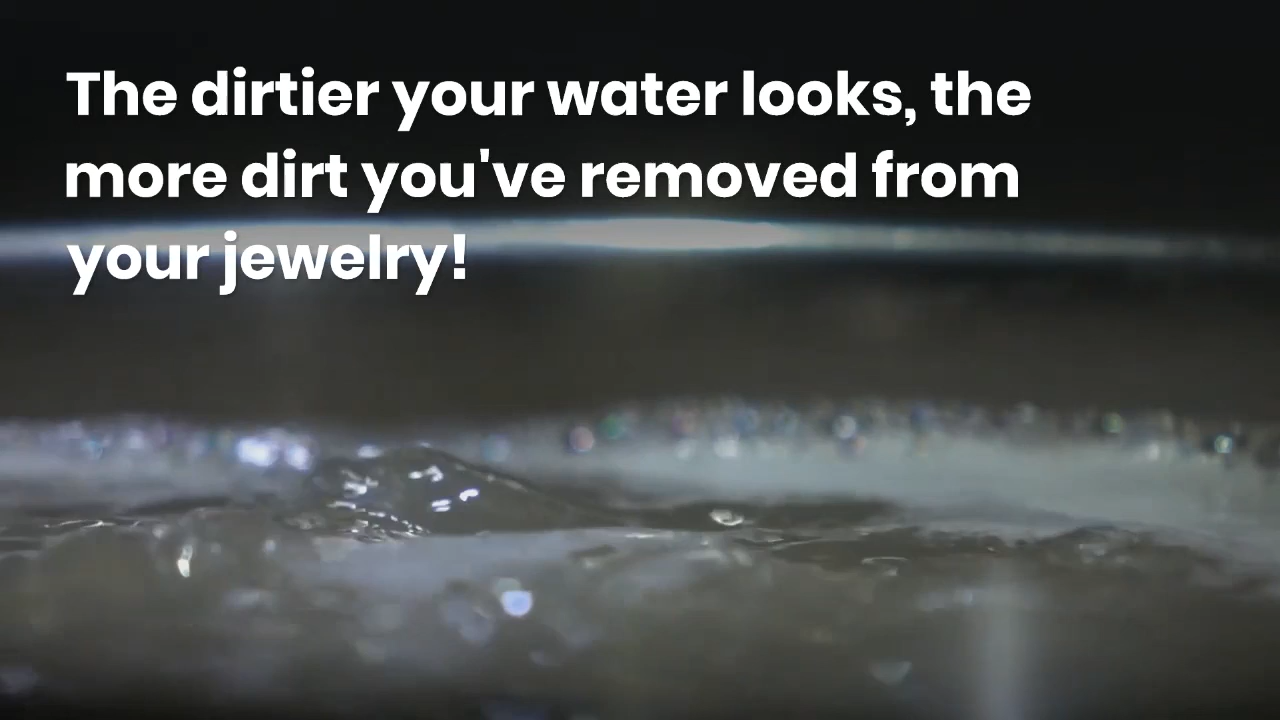 The dirtier your water looks, the
more dirt you've removed from
your jewelry!